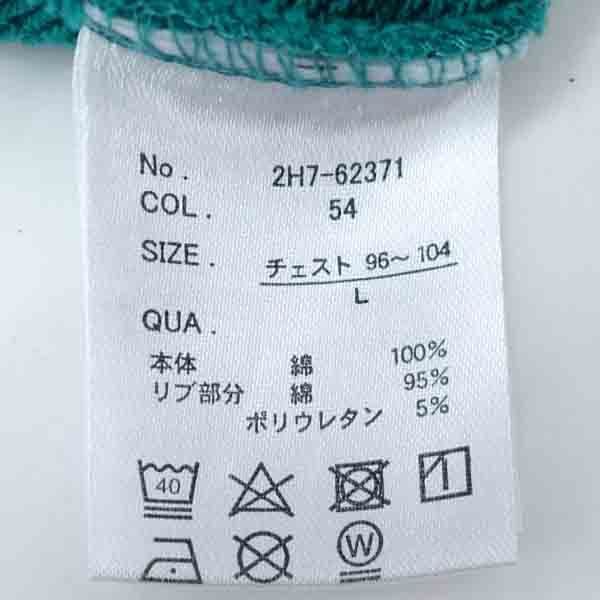 No. 2H7-62371
COL. 54
SIZE. チェスト 96～104
L
QUA.
本体 綿 100%
リブ部分 綿 95%
ポリウレタン 5%
40
W